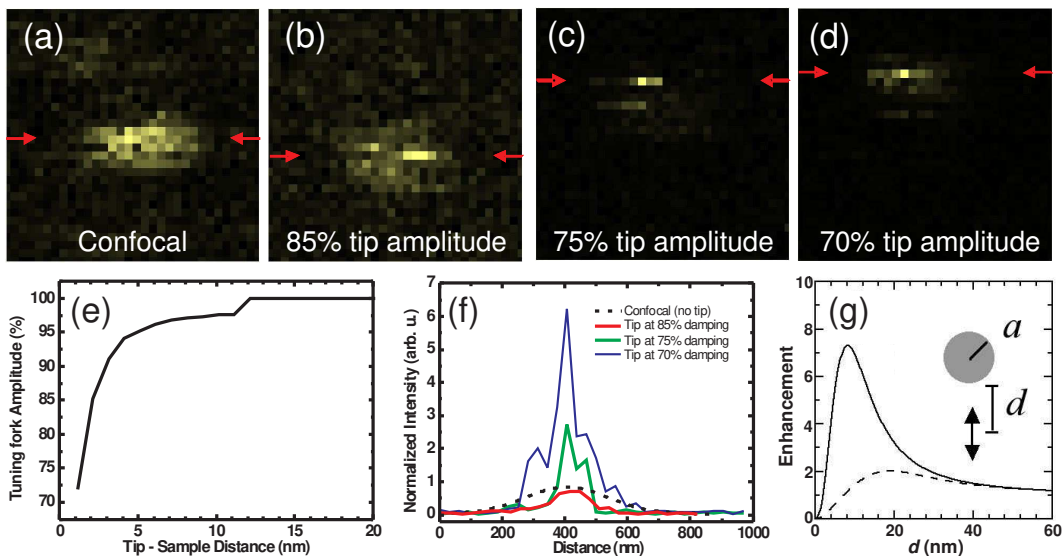 (a)
Confocal
(b)
85% tip amplitude
(c)
75% tip amplitude
(d)
70% tip amplitude
(e)
Tuning fork Amplitude (%)
100
95
90
85
80
75
70
0 5 10 15 20
Tip - Sample Distance (nm)
(f)
Normalized Intensity (arb. u.)
7
6
5
4
3
2
1
0
0 200 400 600 800 1000
Distance (nm)
Confocal (no tip)
Tip at 85% damping
Tip at 75% damping
Tip at 70% damping
(g)
Enhancement
10
8
6
4
2
0
0 20 40 60
d (nm)
a
d